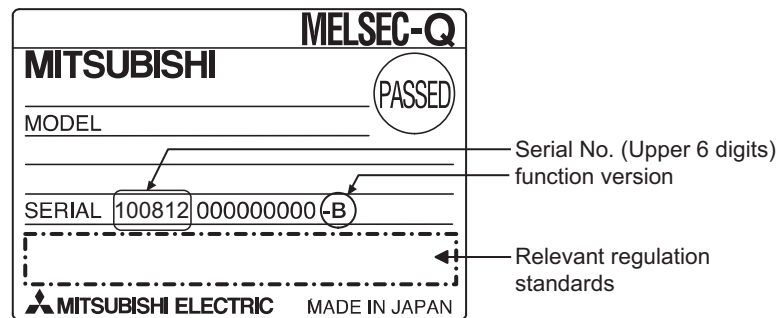 MELSEC-Q
MITSUBISHI
PASSED
MODEL
Serial No. (Upper 6 digits)
function version
SERIAL 100812 000000000 -B
Relevant regulation
standards
MITSUBISHI ELECTRIC MADE IN JAPAN